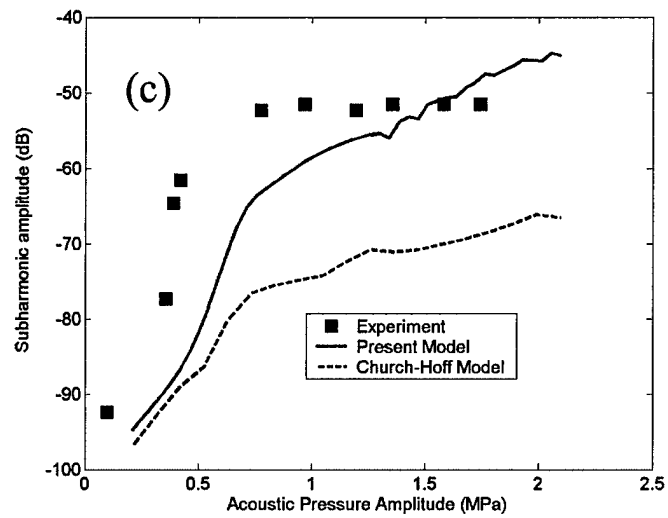 -40
-50
-60
-70
-80
-90
-100
Subharmonic amplitude (dB)
(c)
Experiment
Present Model
Church-Hoff Model
0
0.5
1
1.5
2
2.5
Acoustic Pressure Amplitude (MPa)